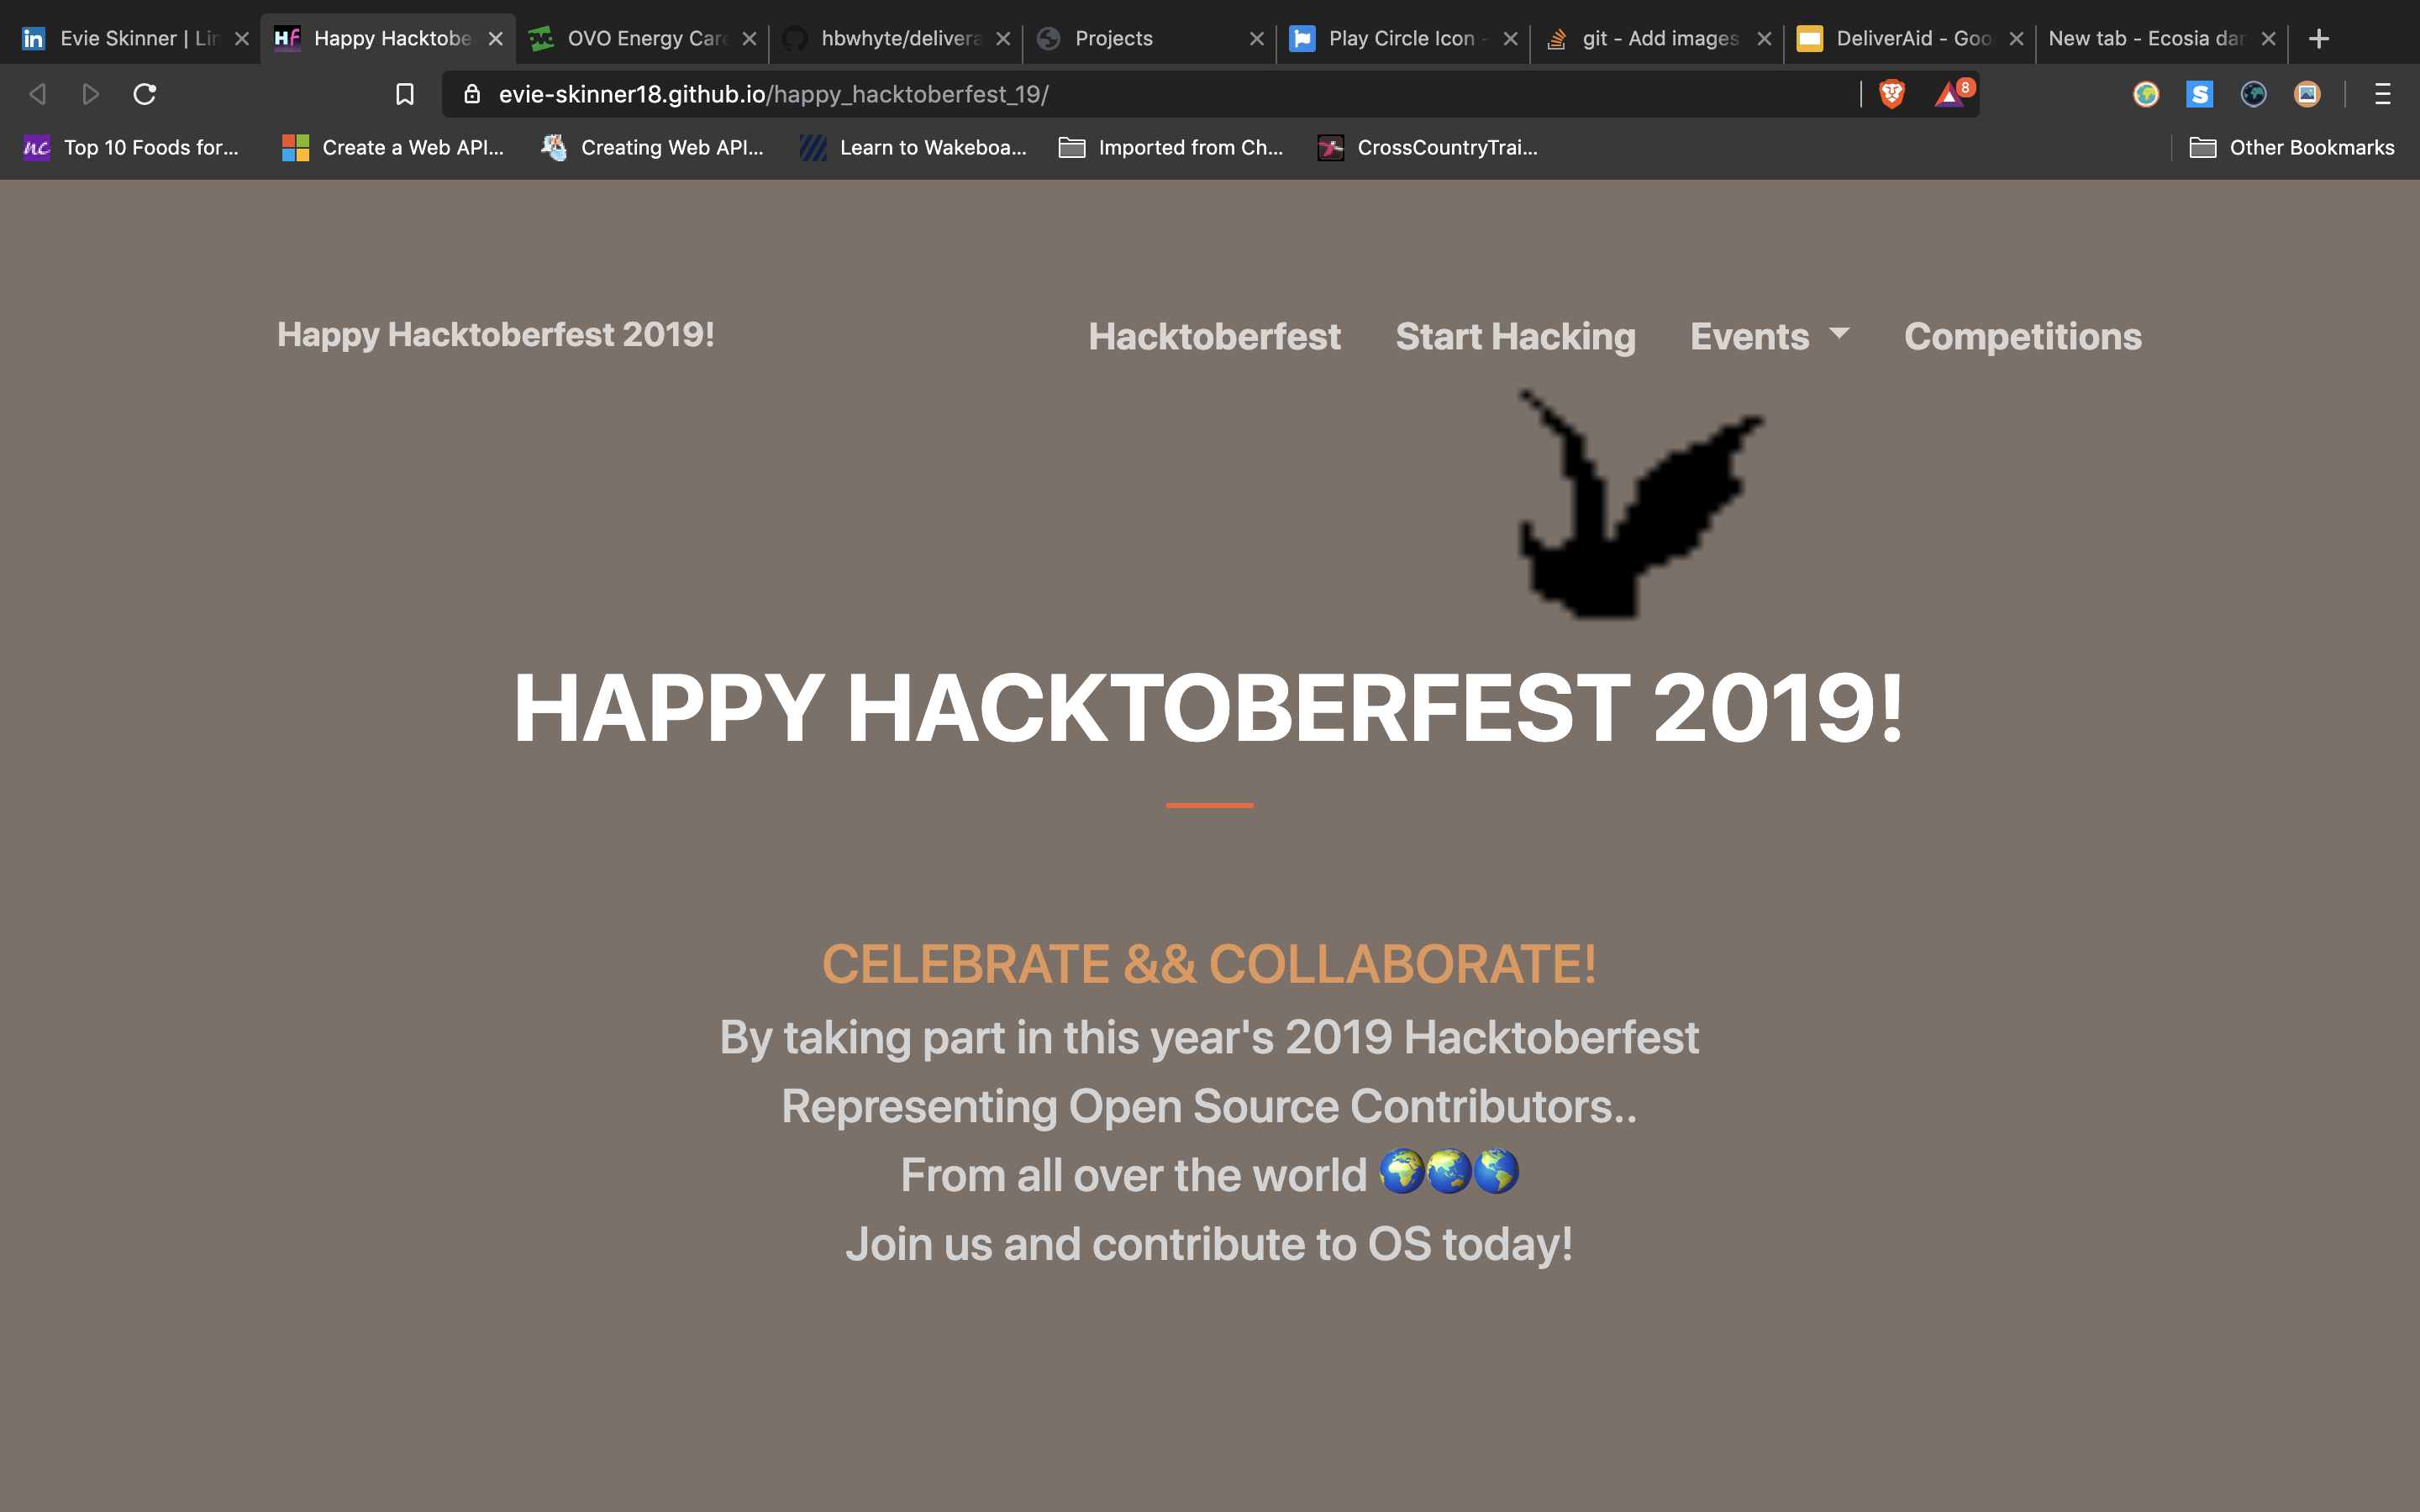 Evie Skinner | Lin
Happy Hacktobe
OVO Energy Care
hbwhyte/delivera
Projects
Play Circle Icon -
git - Add images
DeliverAid - Goo
New tab - Ecosia dar
evie-skinner18.github.io/happy_hacktoberfest_19/
8
Top 10 Foods for...
Create a Web API...
Creating Web API...
Learn to Wakeboa...
Imported from Ch...
CrossCountryTrai...
Other Bookmarks
Happy Hacktoberfest 2019!
Hacktoberfest
Start Hacking
Events
Competitions
HAPPY HACKTOBERFEST 2019!
CELEBRATE && COLLABORATE!
By taking part in this year's 2019 Hacktoberfest
Representing Open Source Contributors..
From all over the world 🌍🌏🌎
Join us and contribute to OS today!